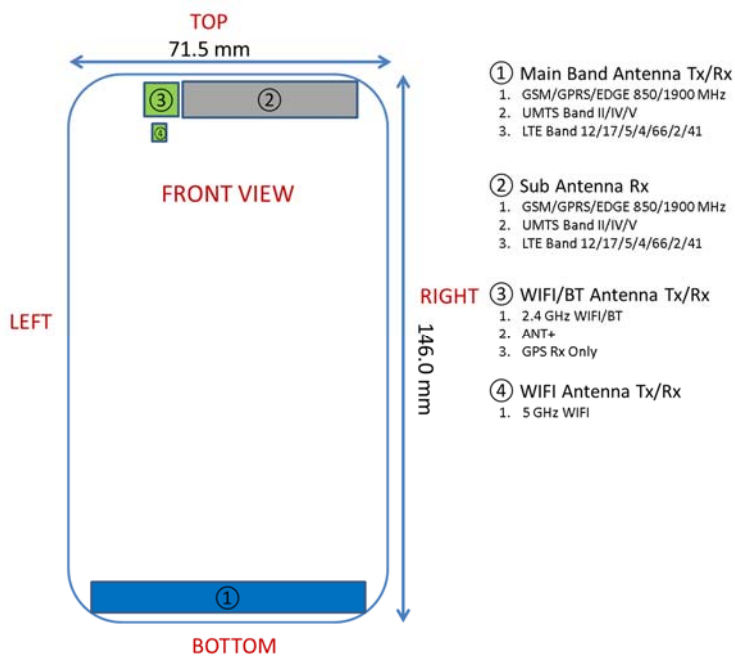 TOP
71.5 mm
③
②
④
FRONT VIEW
LEFT
RIGHT
146.0 mm
①
BOTTOM
① Main Band Antenna Tx/Rx
1. GSM/GPRS/EDGE 850/1900 MHz
2. UMTS Band II/IV/V
3. LTE Band 12/17/5/4/66/2/41
② Sub Antenna Rx
1. GSM/GPRS/EDGE 850/1900 MHz
2. UMTS Band II/IV/V
3. LTE Band 12/17/5/4/66/2/41
③ WIFI/BT Antenna Tx/Rx
1. 2.4 GHz WIFI/BT
2. ANT+
3. GPS Rx Only
④ WIFI Antenna Tx/Rx
1. 5 GHz WIFI